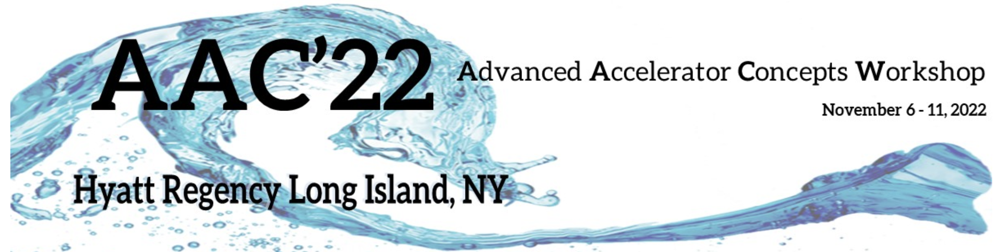 AAC’22
Advanced Accelerator Concepts Workshop
November 6 - 11, 2022
Hyatt Regency Long Island, NY